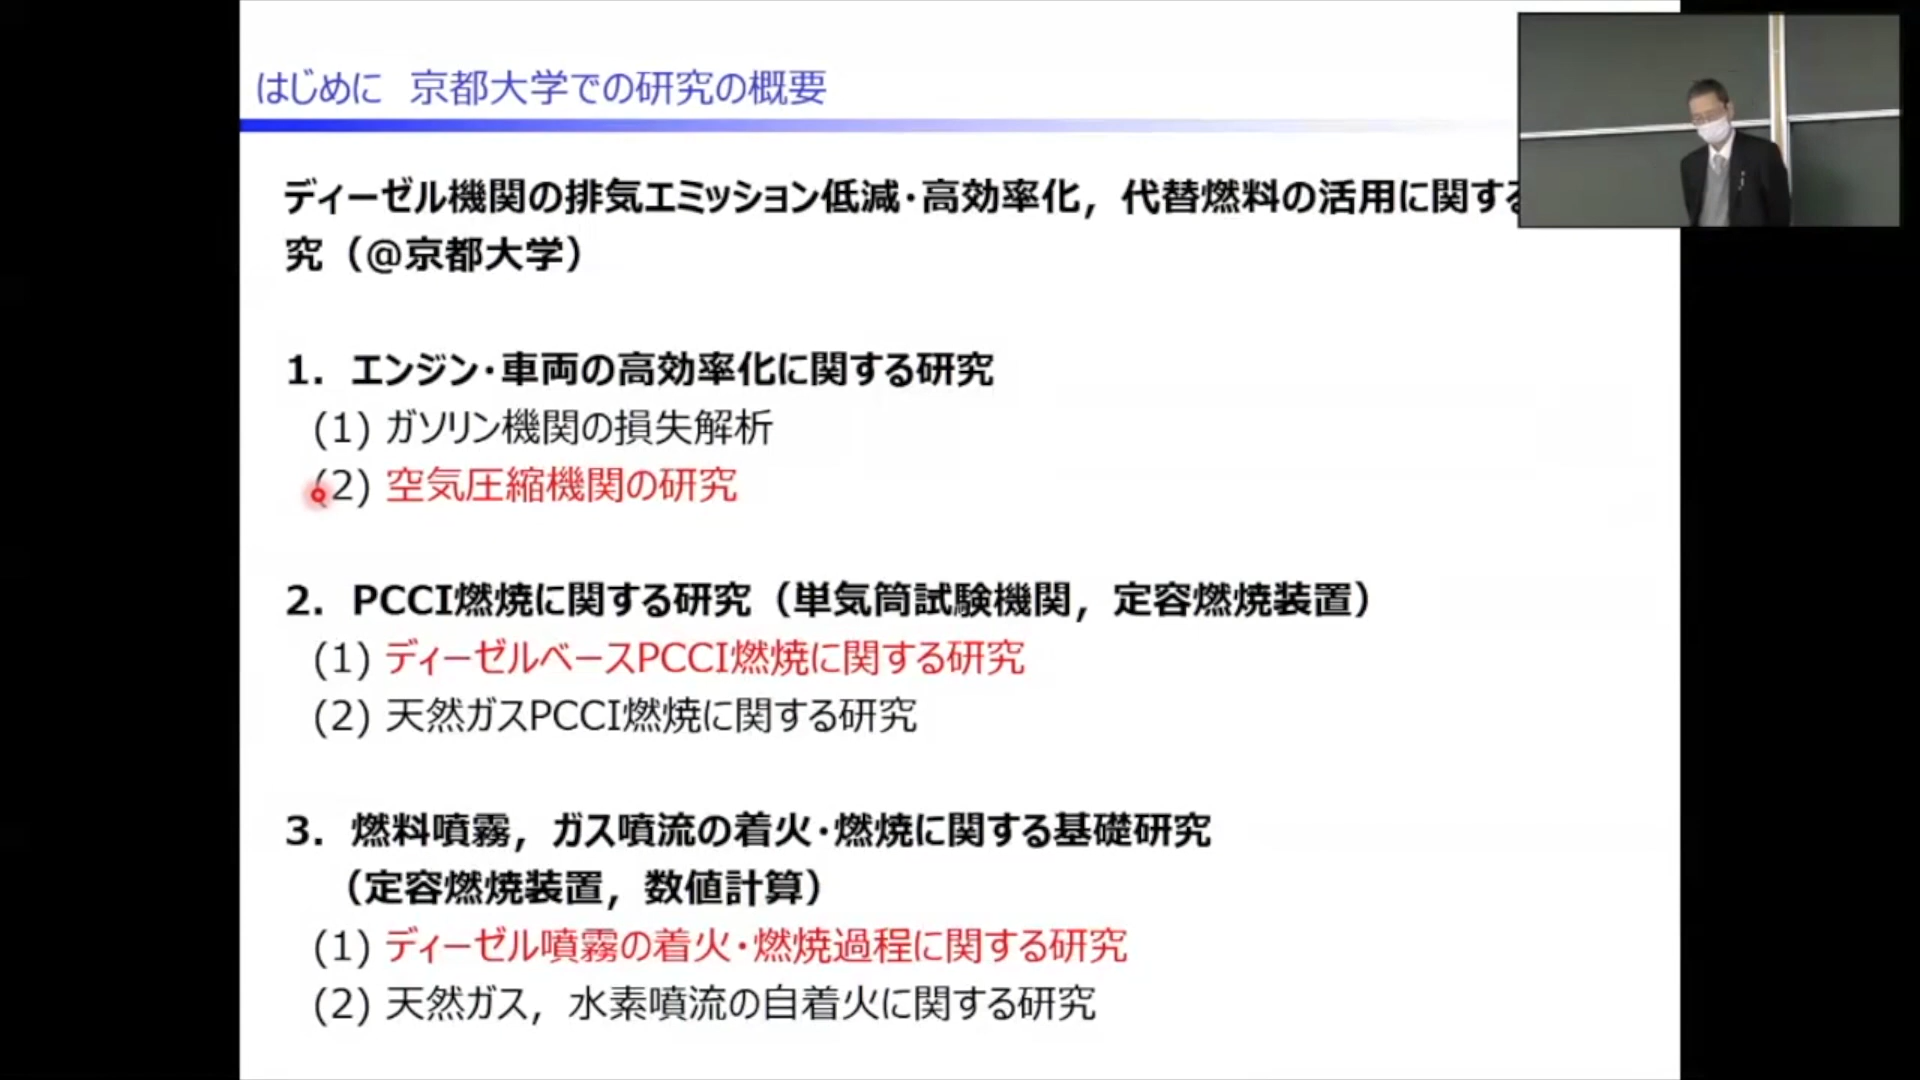 はじめに　京都大学での研究の概要
ディーゼル機関の排気エミッション低減・高効率化，代替燃料の活用に関する
究（@京都大学）
1．エンジン・車両の高効率化に関する研究
(1) ガソリン機関の損失解析
(2) 空気圧縮機関の研究
2．PCCI燃焼に関する研究（単気筒試験機関，定容燃焼装置）
(1) ディーゼルベースPCCI燃焼に関する研究
(2) 天然ガスPCCI燃焼に関する研究
3．燃料噴霧，ガス噴流の着火・燃焼に関する基礎研究
（定容燃焼装置，数値計算）
(1) ディーゼル噴霧の着火・燃焼過程に関する研究
(2) 天然ガス，水素噴流の自着火に関する研究